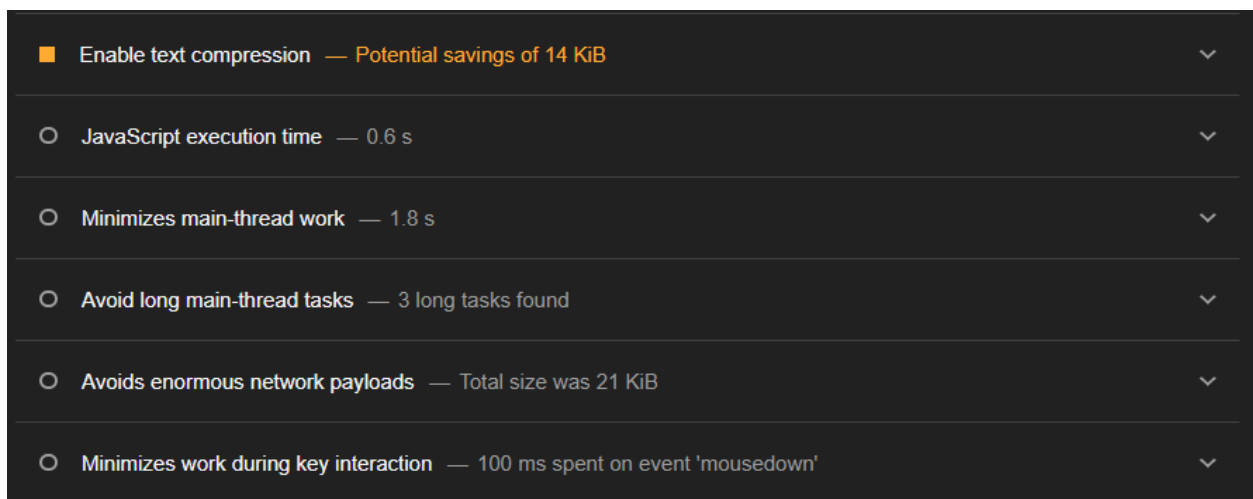 Enable text compression — Potential savings of 14 KiB
JavaScript execution time — 0.6 s
Minimizes main-thread work — 1.8 s
Avoid long main-thread tasks — 3 long tasks found
Avoids enormous network payloads — Total size was 21 KiB
Minimizes work during key interaction — 100 ms spent on event 'mousedown'